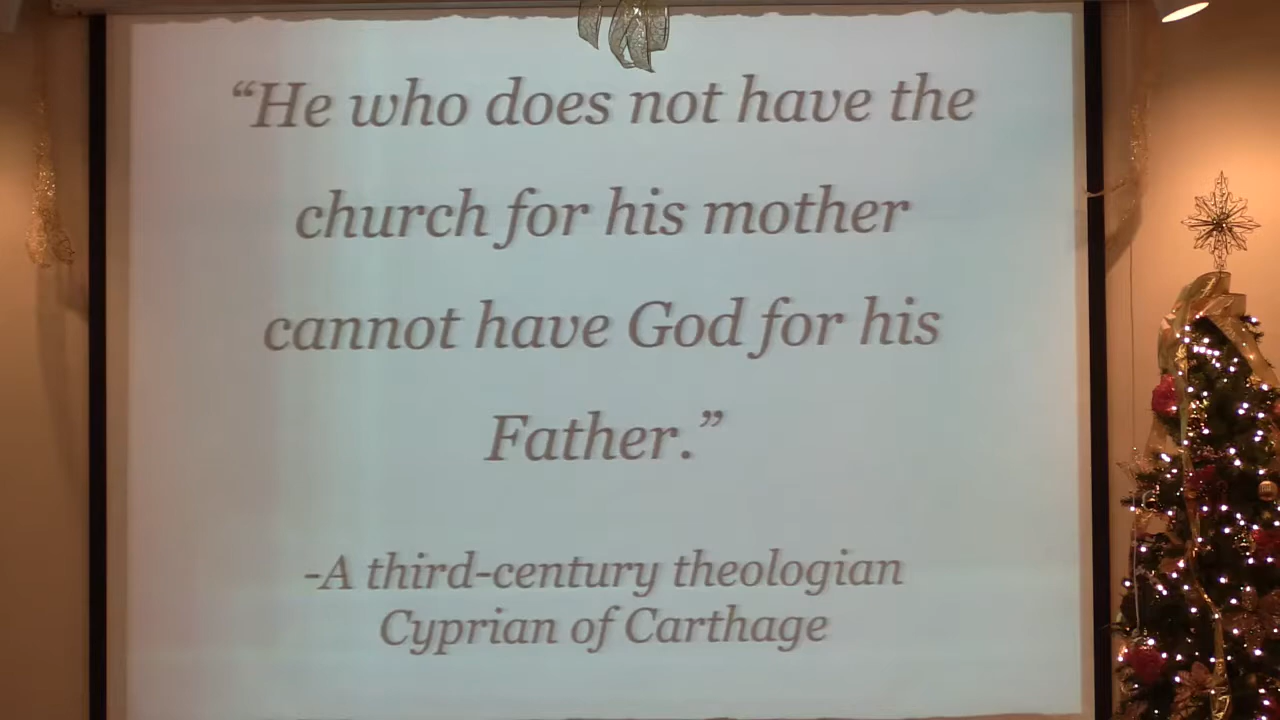 “He who does not have the
church for his mother
cannot have God for his
Father.”
-A third-century theologian
Cyprian of Carthage